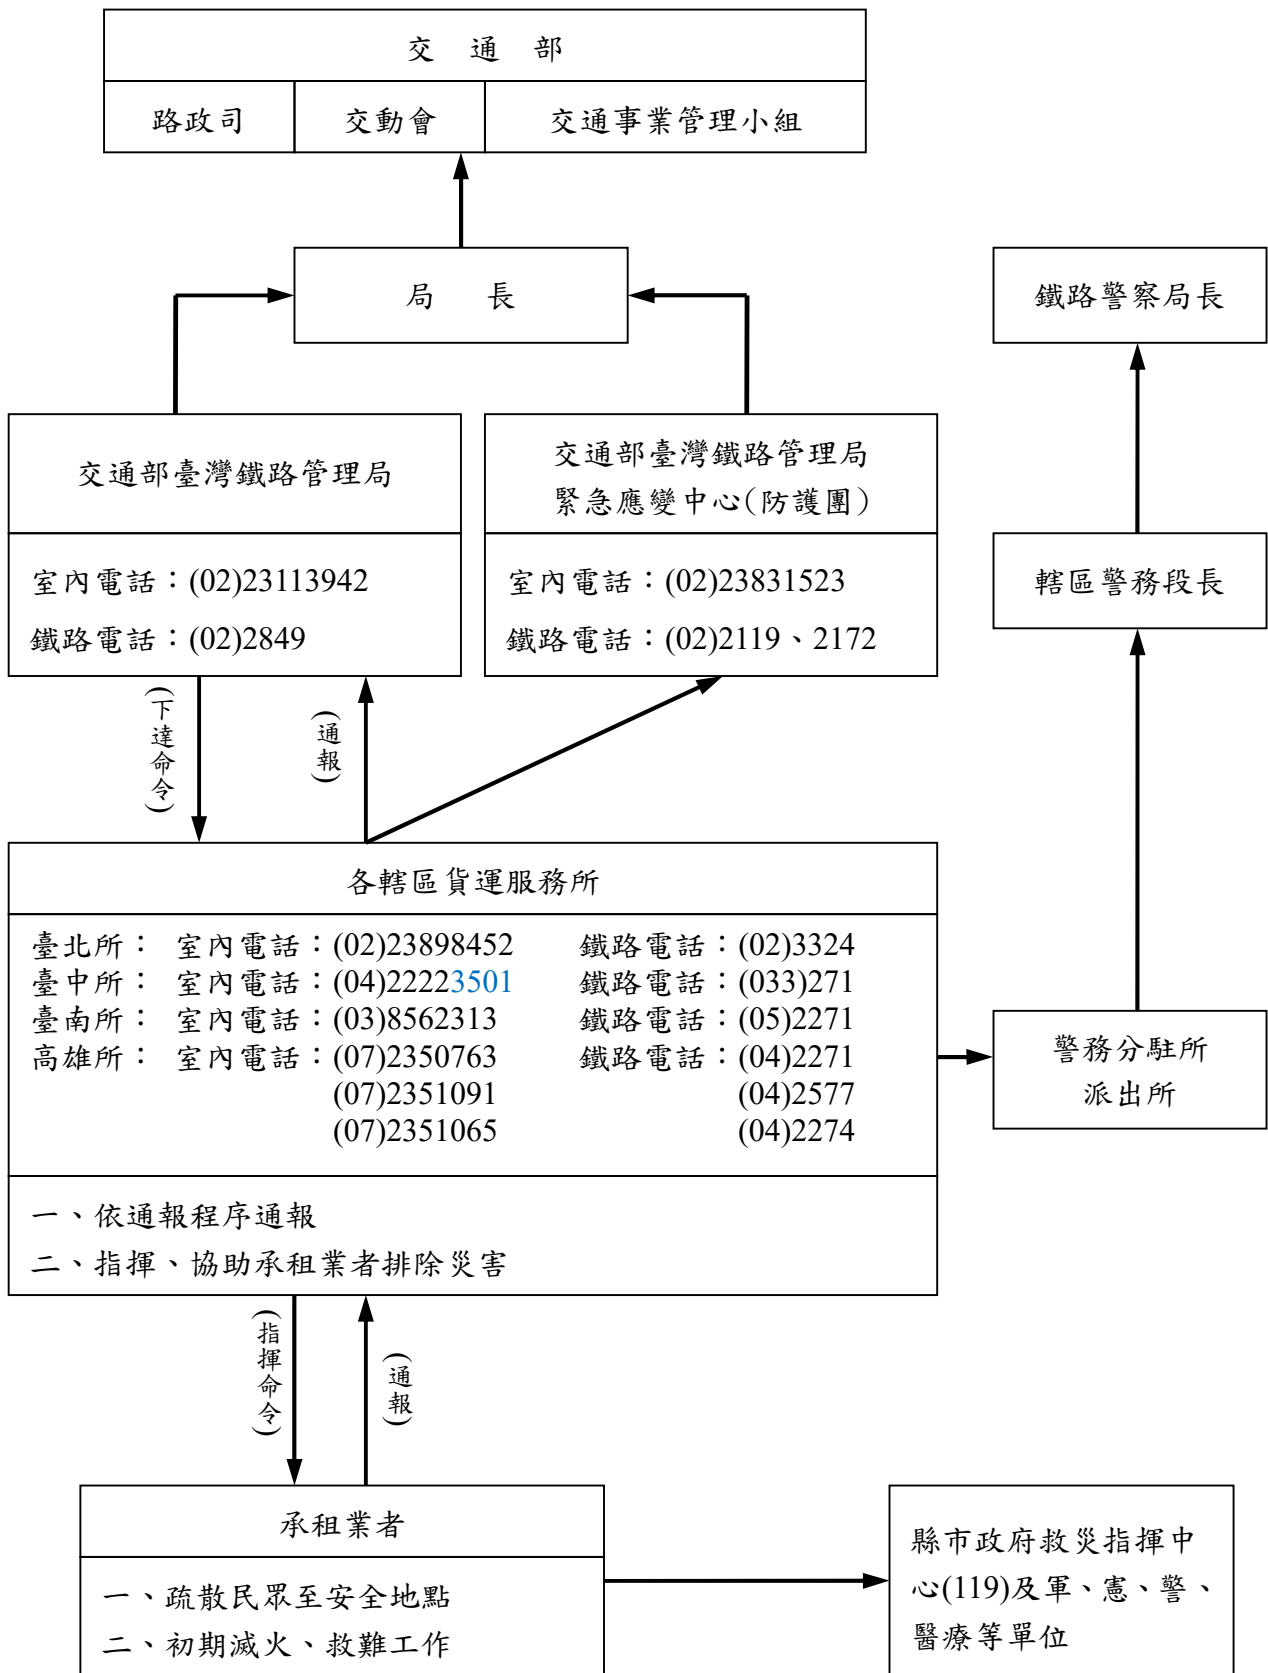 交通部
路政司 交動會 交通事業管理小組
局長
鐵路警察局長
交通部臺灣鐵路管理局
室內電話：(02)23113942
鐵路電話：(02)2849
交通部臺灣鐵路管理局
緊急應變中心(防護團)
室內電話：(02)23831523
鐵路電話：(02)2119、2172
轄區警務段長
(下達命令)
(通報)
各轄區貨運服務所
臺北所： 室內電話：(02)23898452 鐵路電話：(02)3324
臺中所： 室內電話：(04)22223501 鐵路電話：(033)271
臺南所： 室內電話：(03)8562313 鐵路電話：(05)2271
高雄所： 室內電話：(07)2350763 鐵路電話：(04)2271
(07)2351091 (04)2577
(07)2351065 (04)2274
一、依通報程序通報
二、指揮、協助承租業者排除災害
警務分駐所
派出所
(指揮命令)
(通報)
承租業者
一、疏散民眾至安全地點
二、初期滅火、救難工作
縣市政府救災指揮中
心(119)及軍、憲、警、
醫療等單位